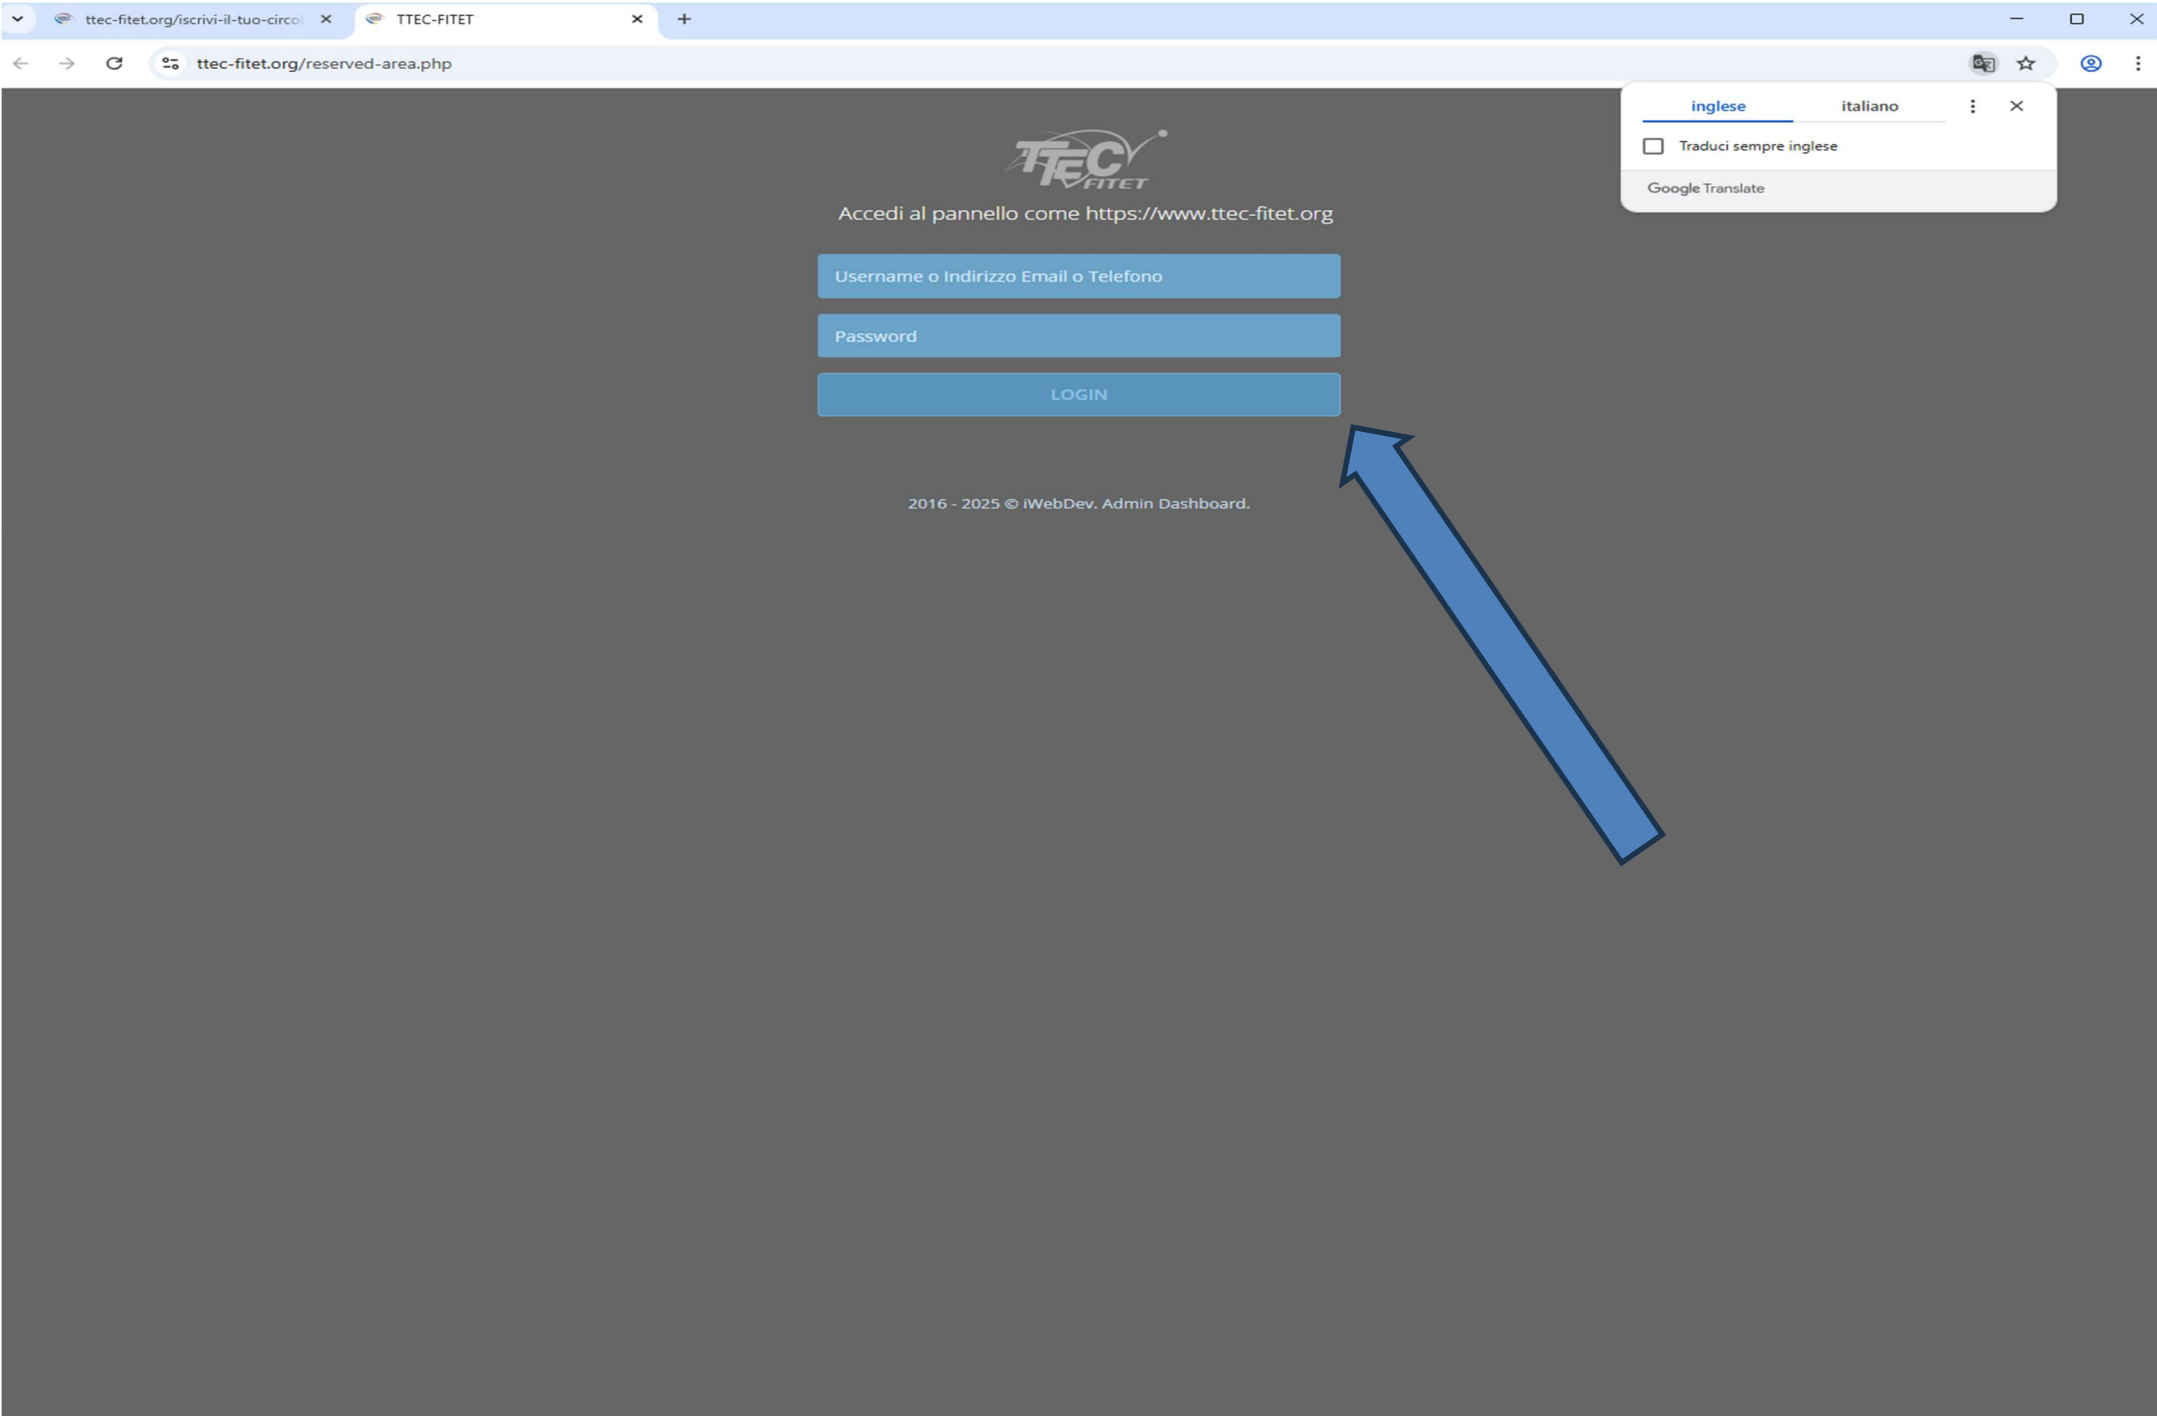 ttec-fitet.org/iscrivi-il-tuo-circol
TTEC-FITET
ttec-fitet.org/reserved-area.php
inglese italiano
Traduci sempre inglese
Google Translate
TTEC
FITET
Accedi al pannello come https://www.ttec-fitet.org
Username o Indirizzo Email o Telefono
Password
LOGIN
2016 - 2025 © iWebDev. Admin Dashboard.